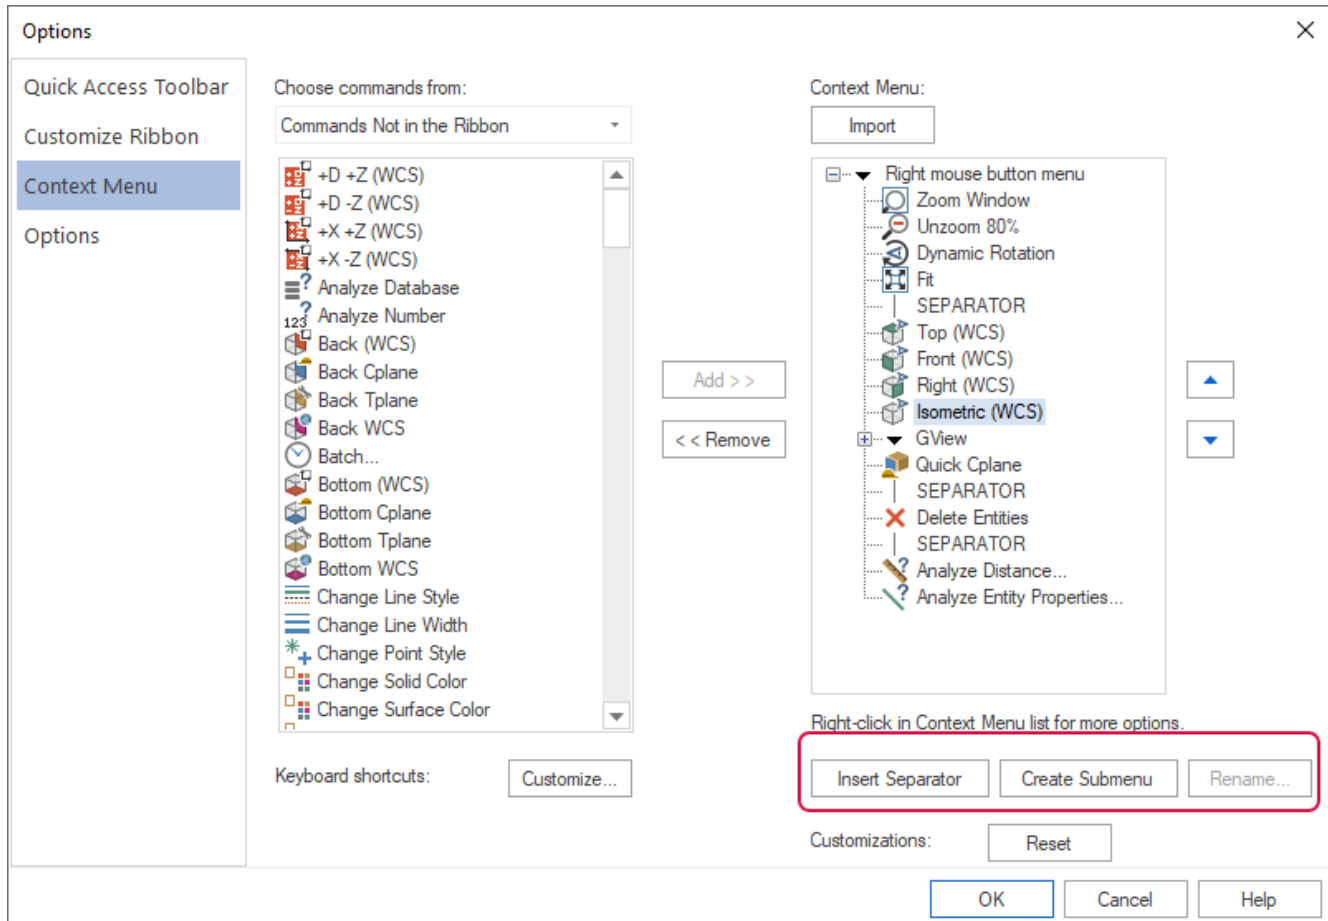 Options
Quick Access Toolbar
Customize Ribbon
Context Menu
Options
Choose commands from:
Commands Not in the Ribbon
+D +Z (WCS)
+D -Z (WCS)
+X +Z (WCS)
+X -Z (WCS)
Analyze Database
123 Analyze Number
Back (WCS)
Back Cplane
Back Tplane
Back WCS
Batch...
Bottom (WCS)
Bottom Cplane
Bottom Tplane
Bottom WCS
Change Line Style
Change Line Width
Change Point Style
Change Solid Color
Change Surface Color
Keyboard shortcuts:
Customize...
Add > >
< < Remove
Context Menu:
Import
Right mouse button menu
Zoom Window
Unzoom 80%
Dynamic Rotation
Fit
SEPARATOR
Top (WCS)
Front (WCS)
Right (WCS)
Isometric (WCS)
GView
Quick Cplane
SEPARATOR
Delete Entities
SEPARATOR
Analyze Distance...
Analyze Entity Properties...
Right-click in Context Menu list for more options.
Insert Separator
Create Submenu
Rename...
Customizations:
Reset
OK
Cancel
Help